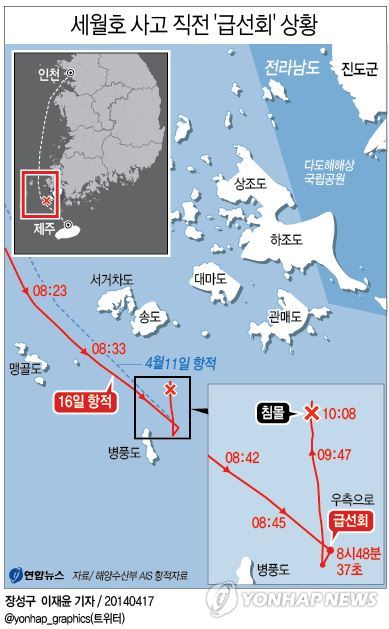 세월호 사고 직전 '급선회' 상황
인천
제주
전라남도
진도군
다도해해상
국립공원
상조도
하조도
서거차도
송도
대마도
관매도
08:23
08:33
4월11일 항적
맹골도
16일 항적
병풍도
침몰
10:08
08:42
09:47
08:45
우측으로
급선회
8시48분
37초
병풍도
연합뉴스
자료/ 해양수산부 AIS 항적자료
장성구 이재윤 기자 / 20140417
@yonhap_graphics(트위터)
YONHAP NEWS